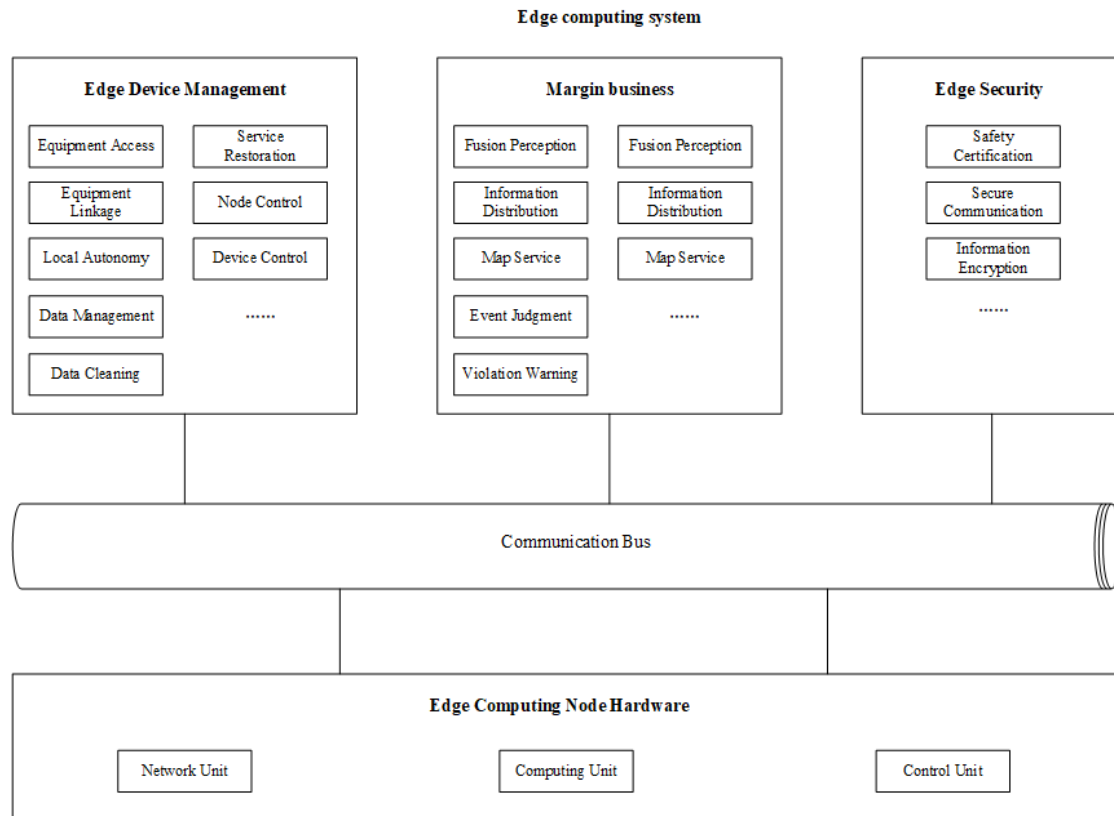 Edge computing system
Edge Device Management
Equipment Access
Service
Restoration
Equipment
Linkage
Node Control
Local Autonomy
Device Control
Data Management
......
Data Cleaning
Margin business
Fusion Perception
Fusion Perception
Information
Distribution
Information
Distribution
Map Service
Map Service
Event Judgment
......
Violation Warning
Edge Security
Safety
Certification
Secure
Communication
Information
Encryption
......
Communication Bus
Edge Computing Node Hardware
Network Unit
Computing Unit
Control Unit